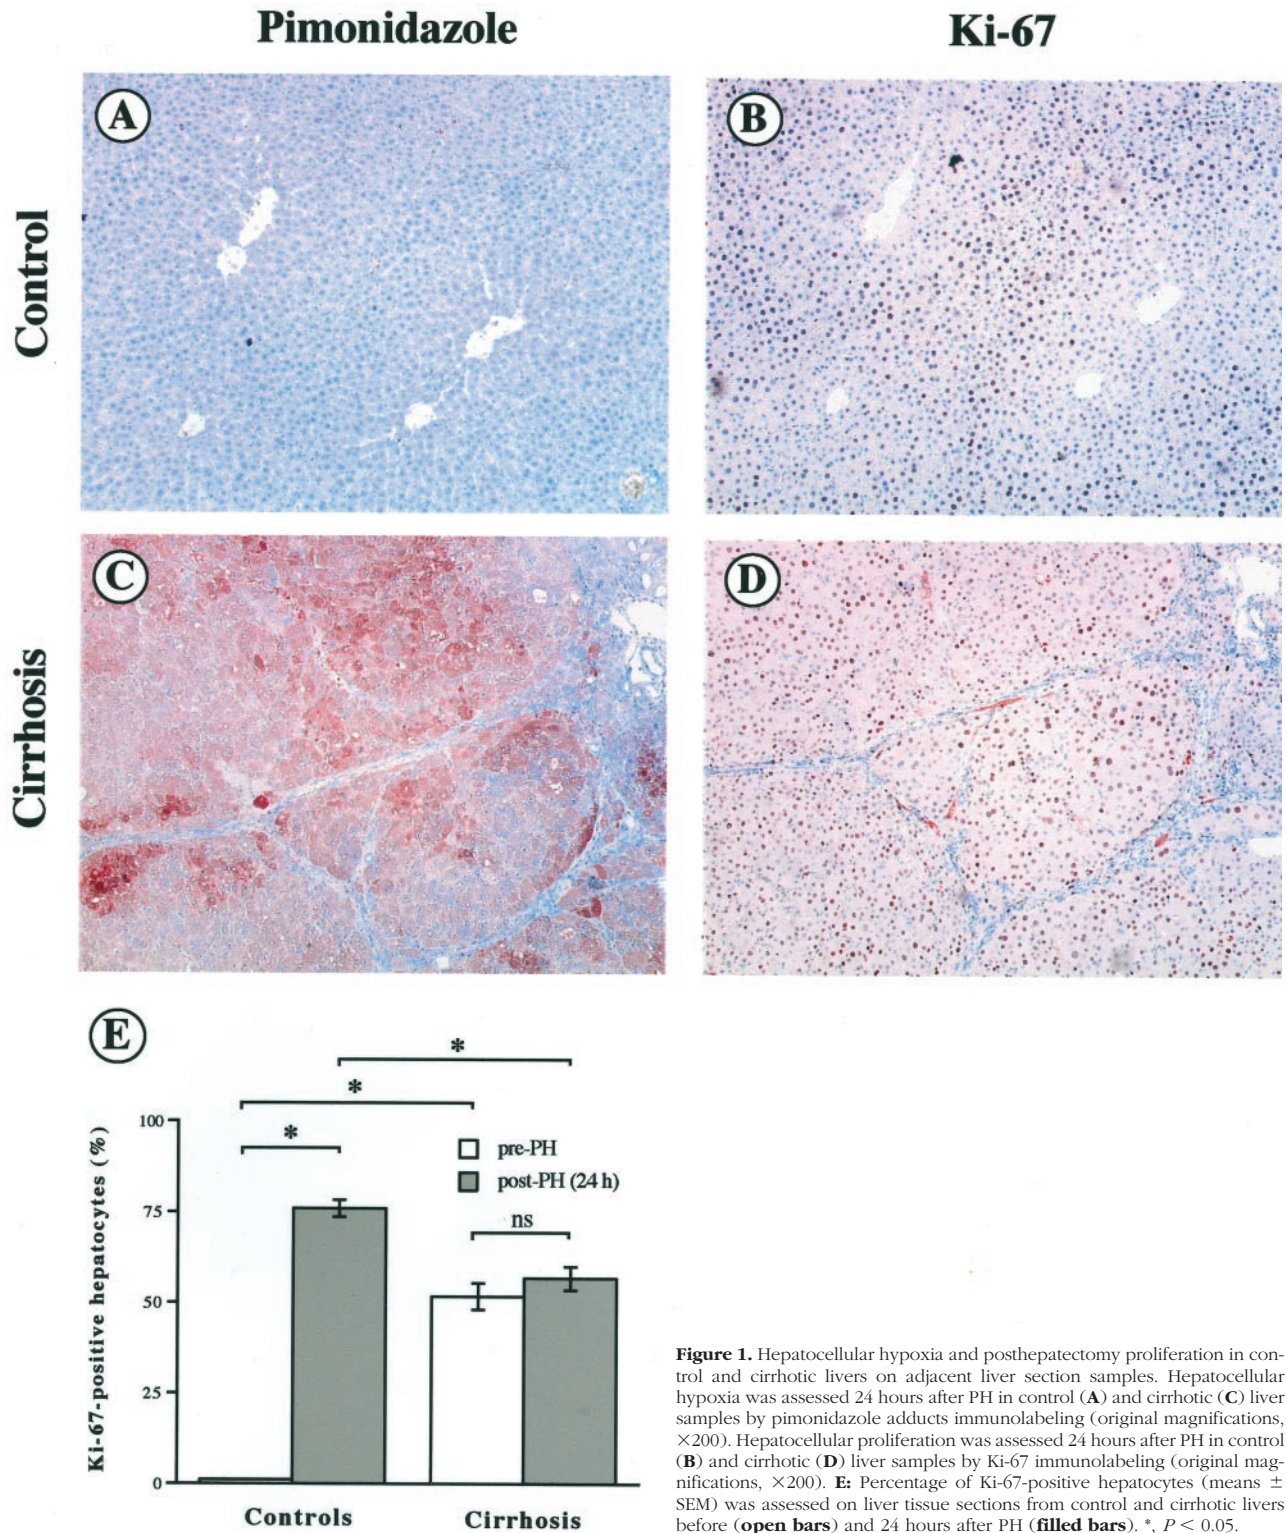 Pimonidazole
Ki-67
Control
A
B
Cirrhosis
C
D
E
*
*
*
100
75
50
25
0
Ki-67-positive hepatocytes (%)
pre-PH
post-PH (24 h)
ns
Controls
Cirrhosis
Figure 1. Hepatocellular hypoxia and posthepatectomy proliferation in con-
trol and cirrhotic livers on adjacent liver section samples. Hepatocellular
hypoxia was assessed 24 hours after PH in control (A) and cirrhotic (C) liver
samples by pimonidazole adducts immunolabeling (original magnifications,
×200). Hepatocellular proliferation was assessed 24 hours after PH in control
(B) and cirrhotic (D) liver samples by Ki-67 immunolabeling (original mag-
nifications, ×200). E: Percentage of Ki-67-positive hepatocytes (means ±
SEM) was assessed on liver tissue sections from control and cirrhotic livers
before (open bars) and 24 hours after PH (filled bars). *, P < 0.05.